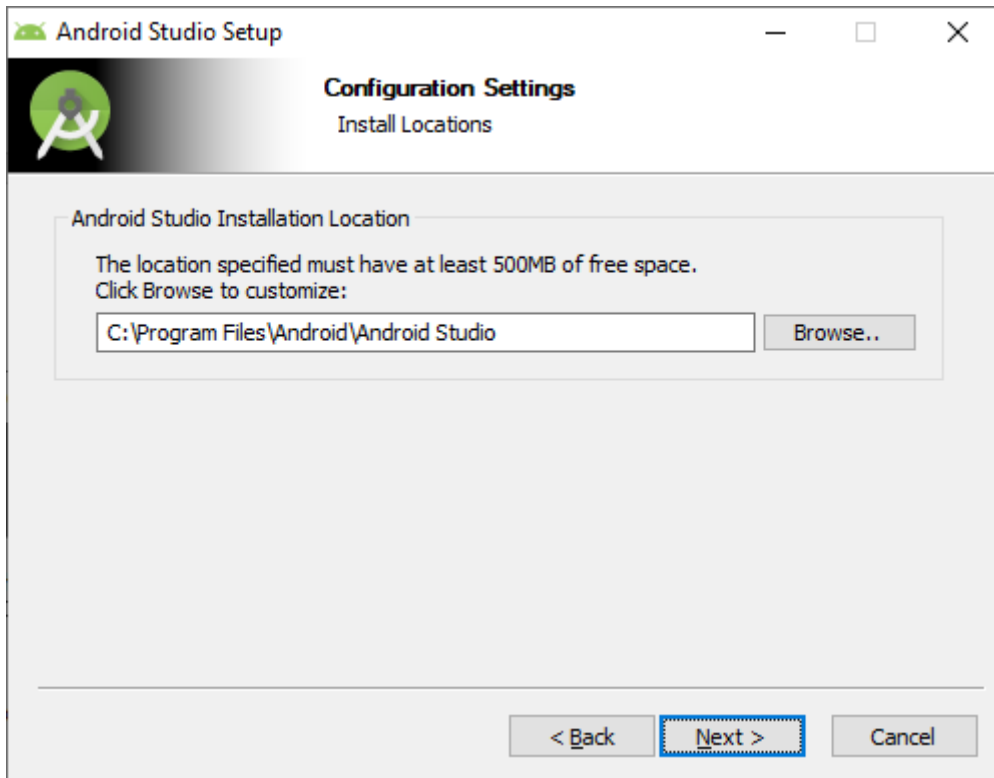 Android Studio Setup
Configuration Settings
Install Locations
Android Studio Installation Location
The location specified must have at least 500MB of free space.
Click Browse to customize:
C:\Program Files\Android\Android Studio
Browse..
< Back
Next >
Cancel